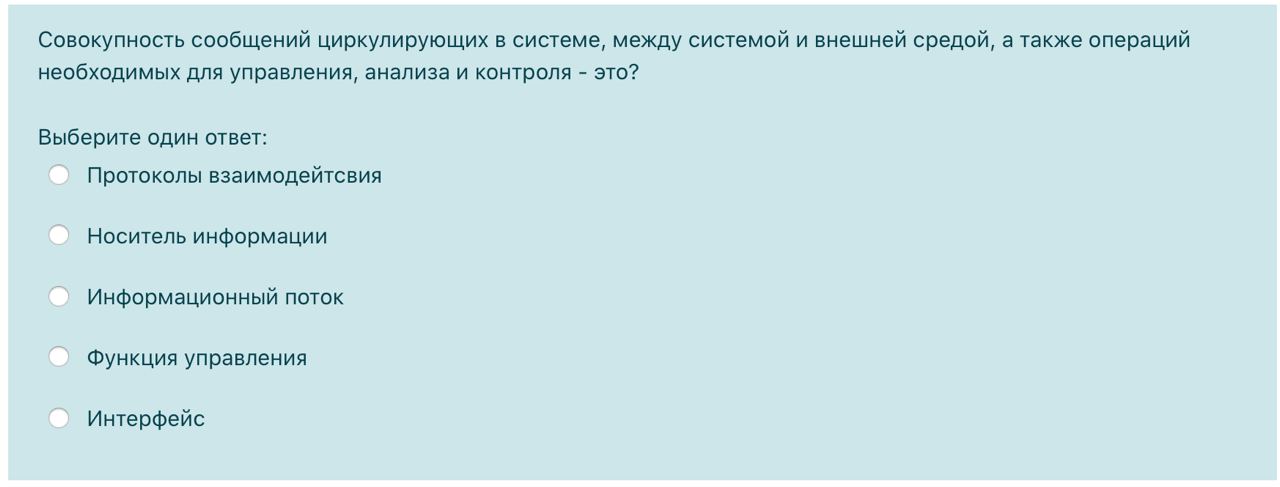 Совокупность сообщений циркулирующих в системе, между системой и внешней средой, а также операций
необходимых для управления, анализа и контроля - это?
Выберите один ответ:
Протоколы взаимодейтсвия
Носитель информации
Информационный поток
Функция управления
Интерфейс